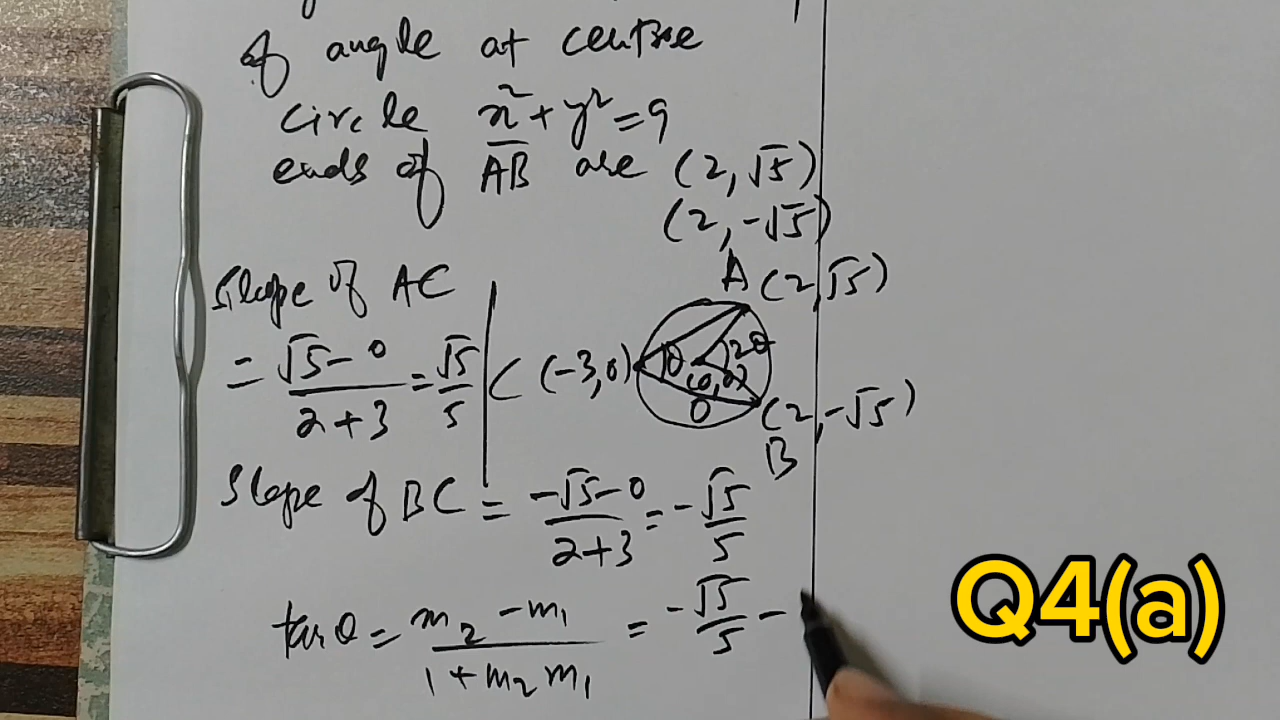 of angle at centre
circle x²+y²=9
ends of A̅B̅ are (2,√5)
(2,-√5)
A (2,√5)
Slope of AC
= √5-0/2+3 = √5/5
C (-3,0) θ 2θ (0,0)
0 (2,-√5)
B
Slope of BC = -√5-0/2+3 = -√5/5
tanθ = m₂-m₁/1+m₂m₁ = -√5/5 -
Q4(a)